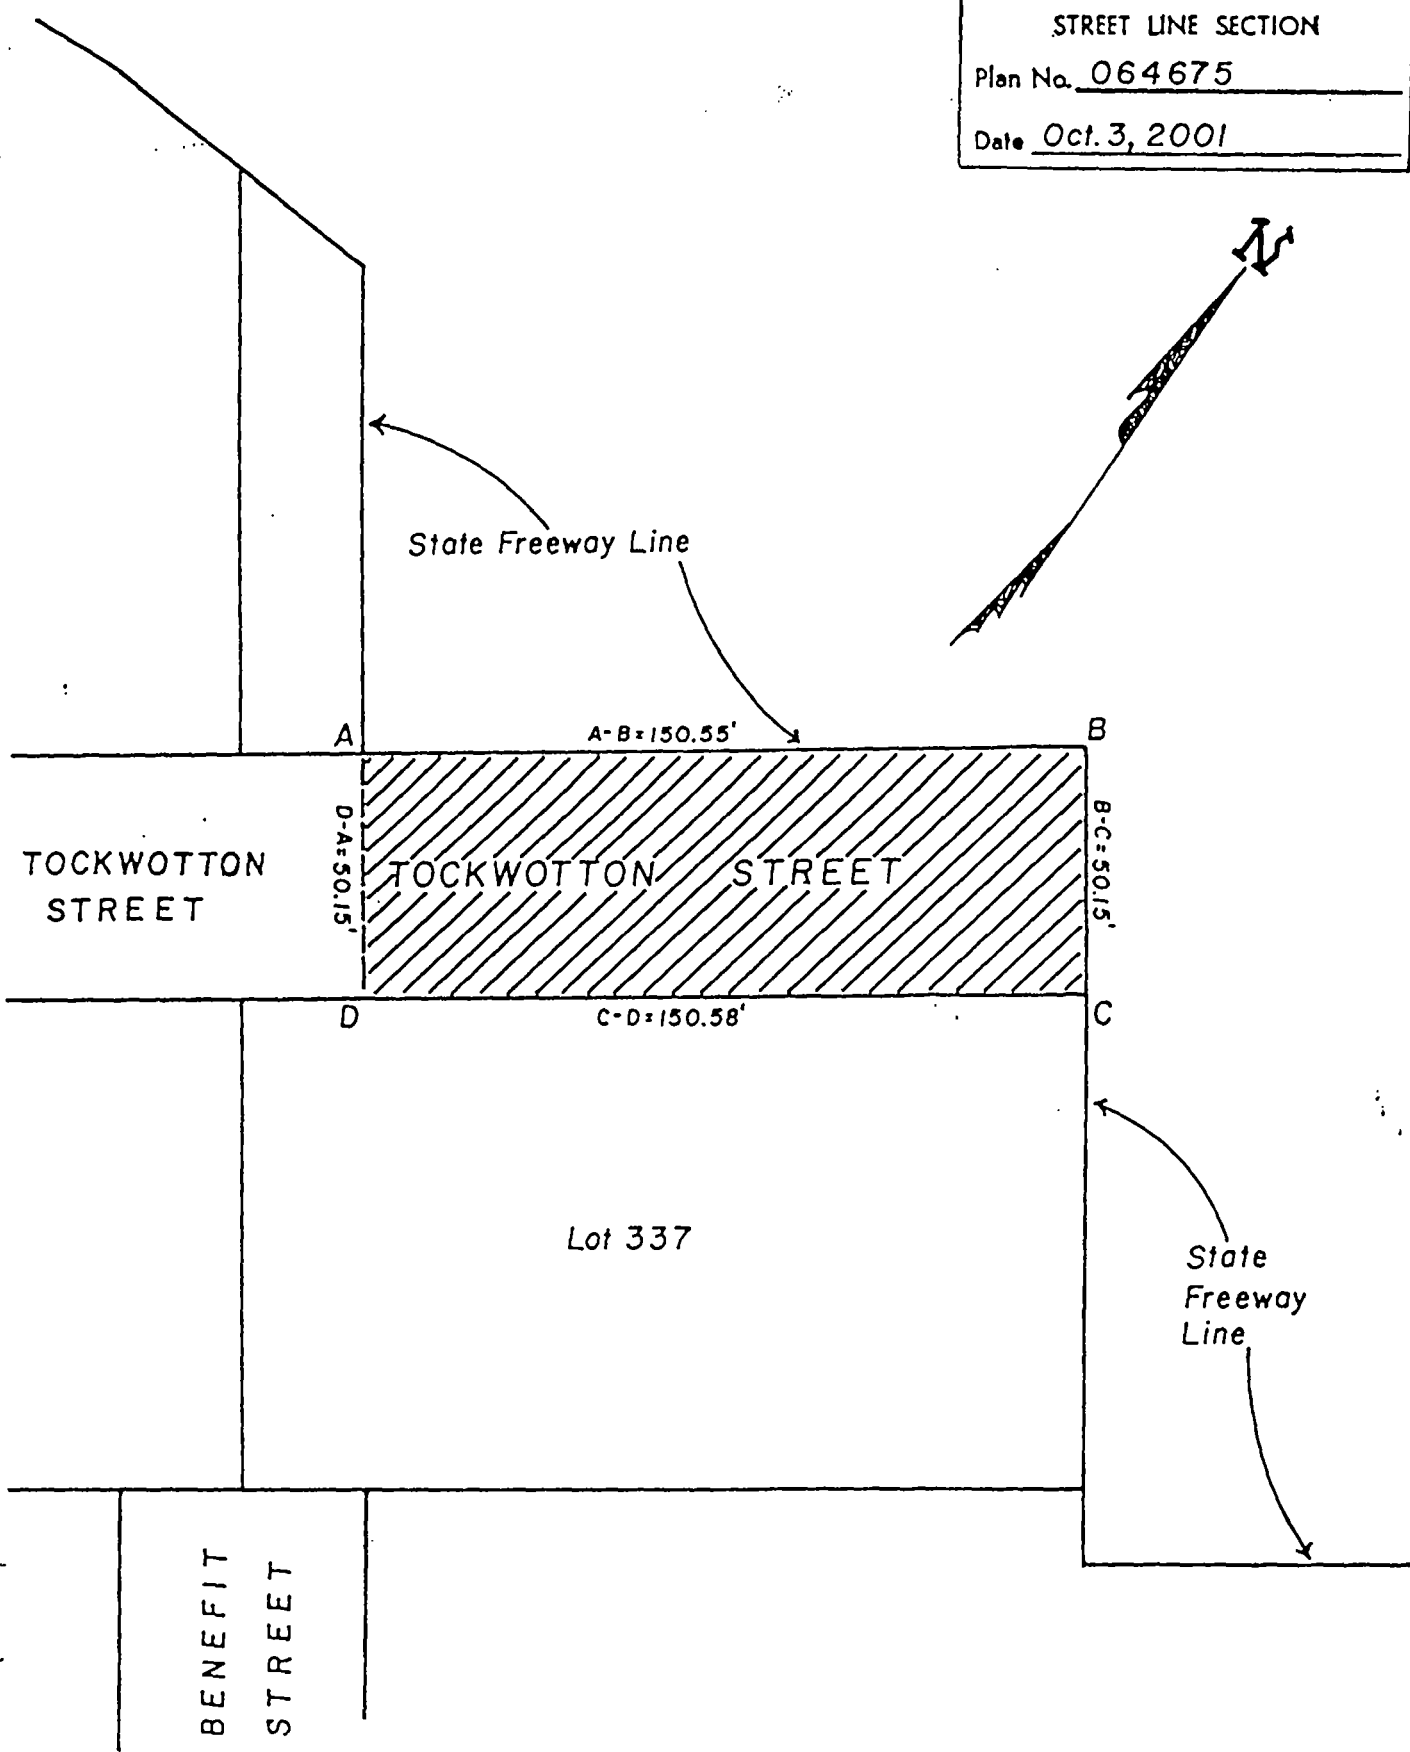 STREET LINE SECTION
Plan No. 064675
Date Oct. 3, 2001
N
State Freeway Line
A
A-B=150.55'
B
D-A=50.15'
B-C=50.15'
TOCKWOTTON
STREET
TOCKWOTTON STREET
D
C-D=150.58'
C
Lot 337
State
Freeway
Line
BENEFIT
STREET